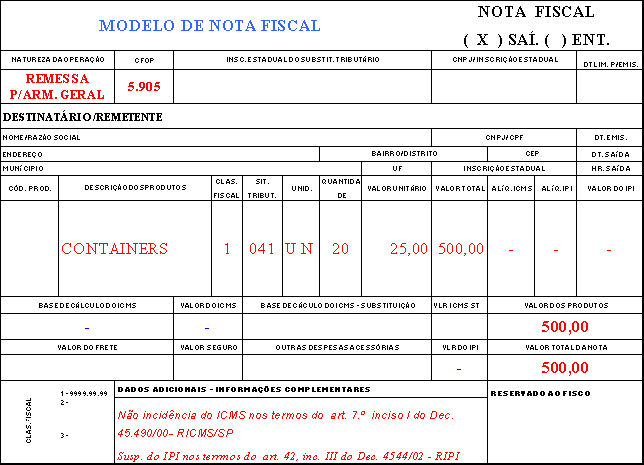 MODELO DE NOTA FISCAL
NOTA FISCAL
( X ) SAÍ. ( ) ENT.
NATUREZA DA OPERAÇÃO
CFOP
INSC. ESTADUAL DO SUBSTIT. TRIBUTÁRIO
CNPJ / INSCRIÇÃO ESTADUAL
DT LIM. P/EMIS.
REMESSA
P/ARM. GERAL
5.905
DESTINATÁRIO/REMETENTE
NOME/RAZÃO SOCIAL
CNPJ/CPF
DT. EMIS.
ENDEREÇO
BAIRRO/DISTRITO
CEP
DT. SAÍDA
MUNÍCIPIO
UF
INSCRIÇÃO ESTADUAL
HR. SAÍDA
CÓD. PROD.
DESCRIÇÃO DOS PRODUTOS
CLAS.
FISCAL
SIT.
TRIBUT.
UNID.
QUANTIDA
DE
VALOR UNITÁRIO
VALOR TOTAL
ALÍQ. ICMS
ALÍQ. IPI
VALOR DO IPI
CONTAINERS 1 041 U N 20 25,00 500,00 - - -
BASE DE CÁLCULO DO ICMS
VALOR DO ICMS
BASE DE CÁCULO DO ICMS - SUBSTITUIÇÃO
VLR ICMS ST
VALOR DOS PRODUTOS
- - 500,00
VALOR DO FRETE
VALOR SEGURO
OUTRAS DESPESAS ACESSÓRIAS
VLR DO IPI
VALOR TOTAL DA NOTA
- 500,00
CLAS. FISCAL
1 - 9999.99.99
2 -
3 -
DADOS ADICIONAIS - INFORMAÇÕES COMPLEMENTARES
Não incidência do ICMS nos termos do art. 7.º inciso I do Dec.
45.490/00- RICMS/SP
Susp. do IPI nos termos do art. 42, inc. III do Dec. 4544/02 - RIPI
RESERVADO AO FISCO